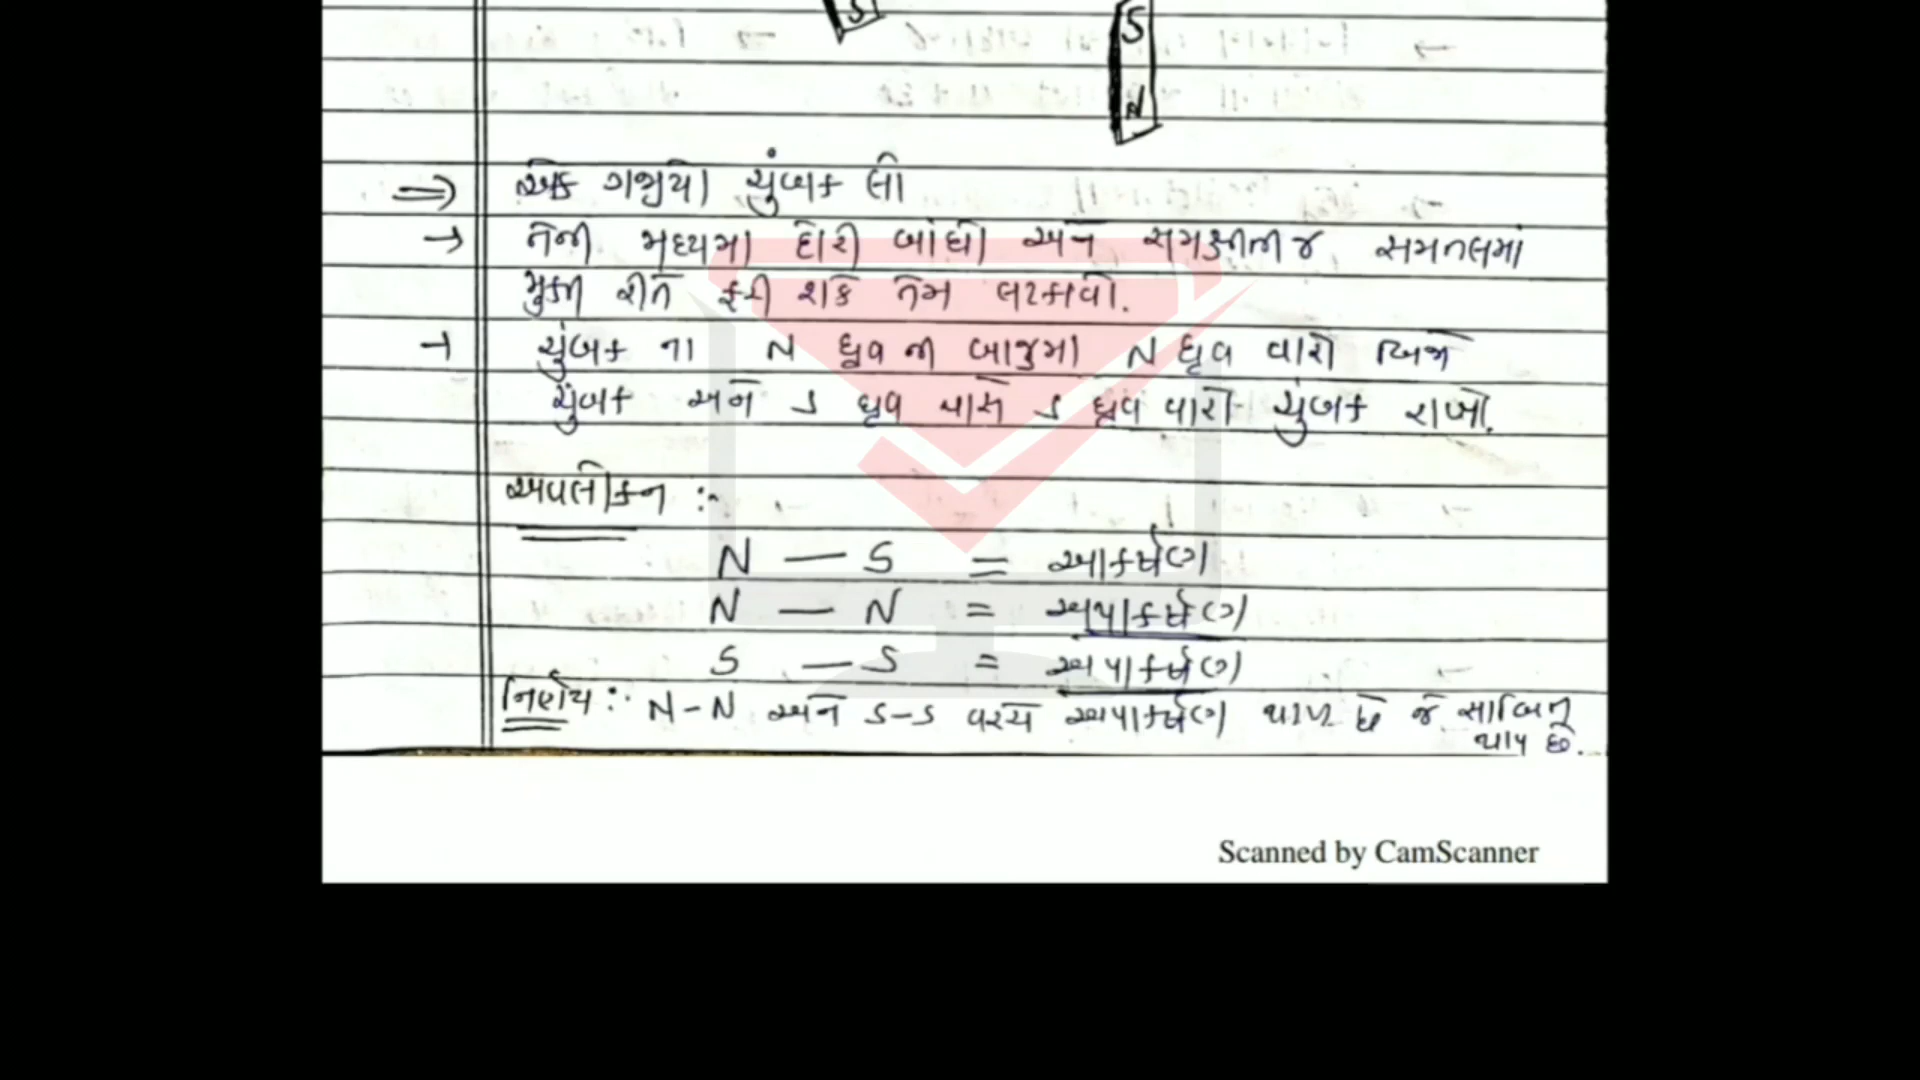 S
S
N
⇒ એક ગજીયો ચુંબક લો
→ તેની મધ્યમાં દોરી બાંધો અને સમક્ષીતીજ સમતલમાં
મુક્ત રીતે ફરી શકે તેમ લટકાવો.
→ ચુંબક ના N ધ્રુવ ની બાજુમાં N ધ્રુવ વારો બિજે
ચુંબક અને S ધ્રુવ પાસે S ધ્રુવ વારો ચુંબક રાખો.
અવલોકન :-
N — S = આકર્ષણ
N — N = અપાકર્ષણ
S — S = અપાકર્ષણ
નિર્ણય :- N-N અને S-S વચ્ચે અપાકર્ષણ થાય છે જે સાબિત
થાય છે.
Scanned by CamScanner